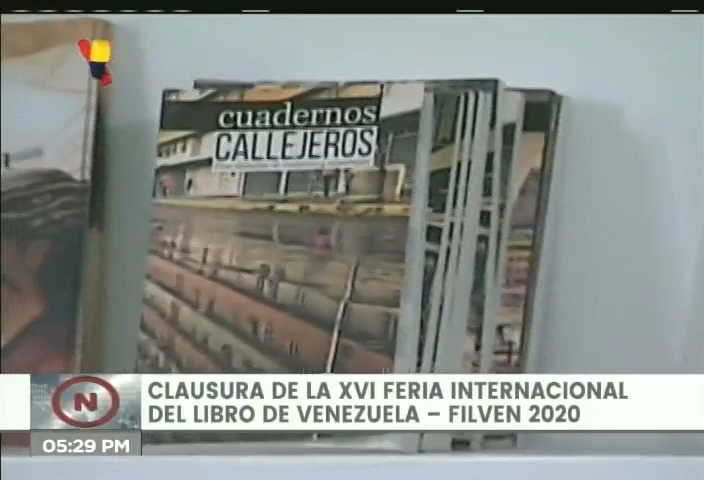 cuadernos
CALLEJEROS
N
CLAUSURA DE LA XVI FERIA INTERNACIONAL
DEL LIBRO DE VENEZUELA – FILVEN 2020
05:29 PM